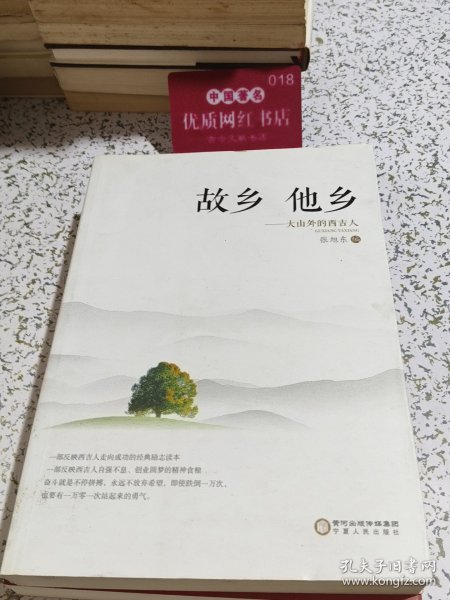 018
中国著名
优质网红书店
故乡 他乡
——大山外的西吉人
GUXIANG TAXIANG
张旭东 编
一部反映西吉人走向成功的经典励志读本
一部反映西吉人自强不息、创业圆梦的精神食粮
奋斗就是不停拼搏，永远不放弃希望，即使跌倒一万次，
也要有一万零一次站起来的勇气。
黄河出版传媒集团
宁夏人民出版社
孔夫子旧书网
www.kongfz.com